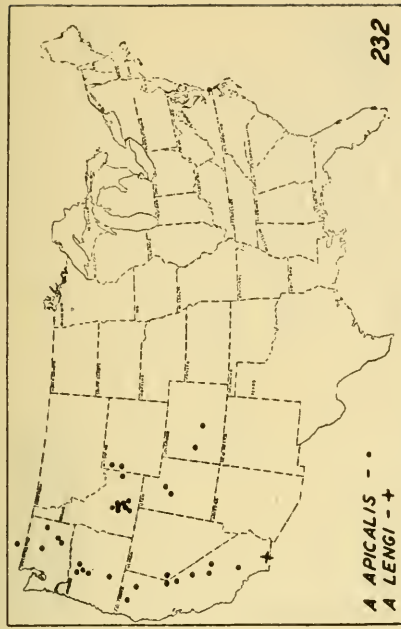 A APICALIS -- •
A LENGI -- +
232